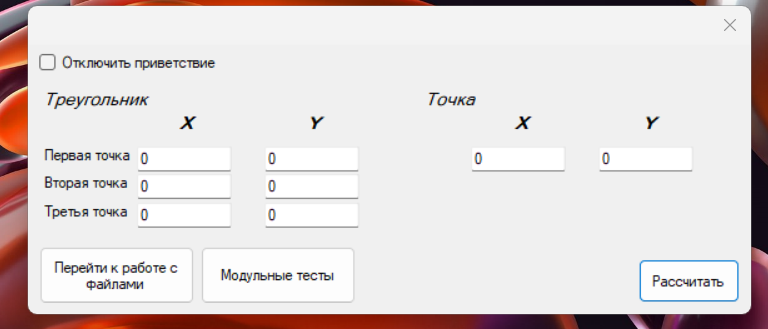 Отключить приветствие
Треугольник Точка
X Y X Y
Первая точка 0 0 0 0
Вторая точка 0 0
Третья точка 0 0
Перейти к работе с
файлами
Модульные тесты
Рассчитать